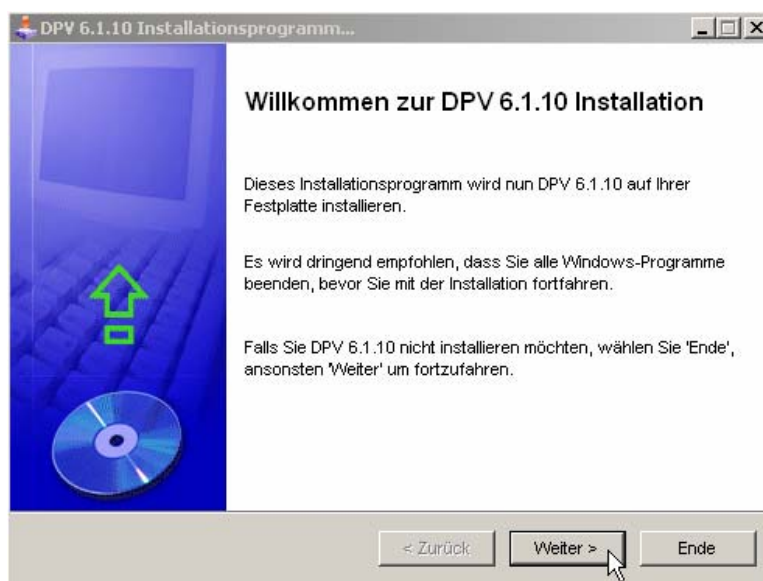 DPV 6.1.10 Installationsprogramm...
Willkommen zur DPV 6.1.10 Installation
Dieses Installationsprogramm wird nun DPV 6.1.10 auf Ihrer
Festplatte installieren.
Es wird dringend empfohlen, dass Sie alle Windows-Programme
beenden, bevor Sie mit der Installation fortfahren.
Falls Sie DPV 6.1.10 nicht installieren möchten, wählen Sie 'Ende',
ansonsten 'Weiter' um fortzufahren.
< Zurück
Weiter >
Ende